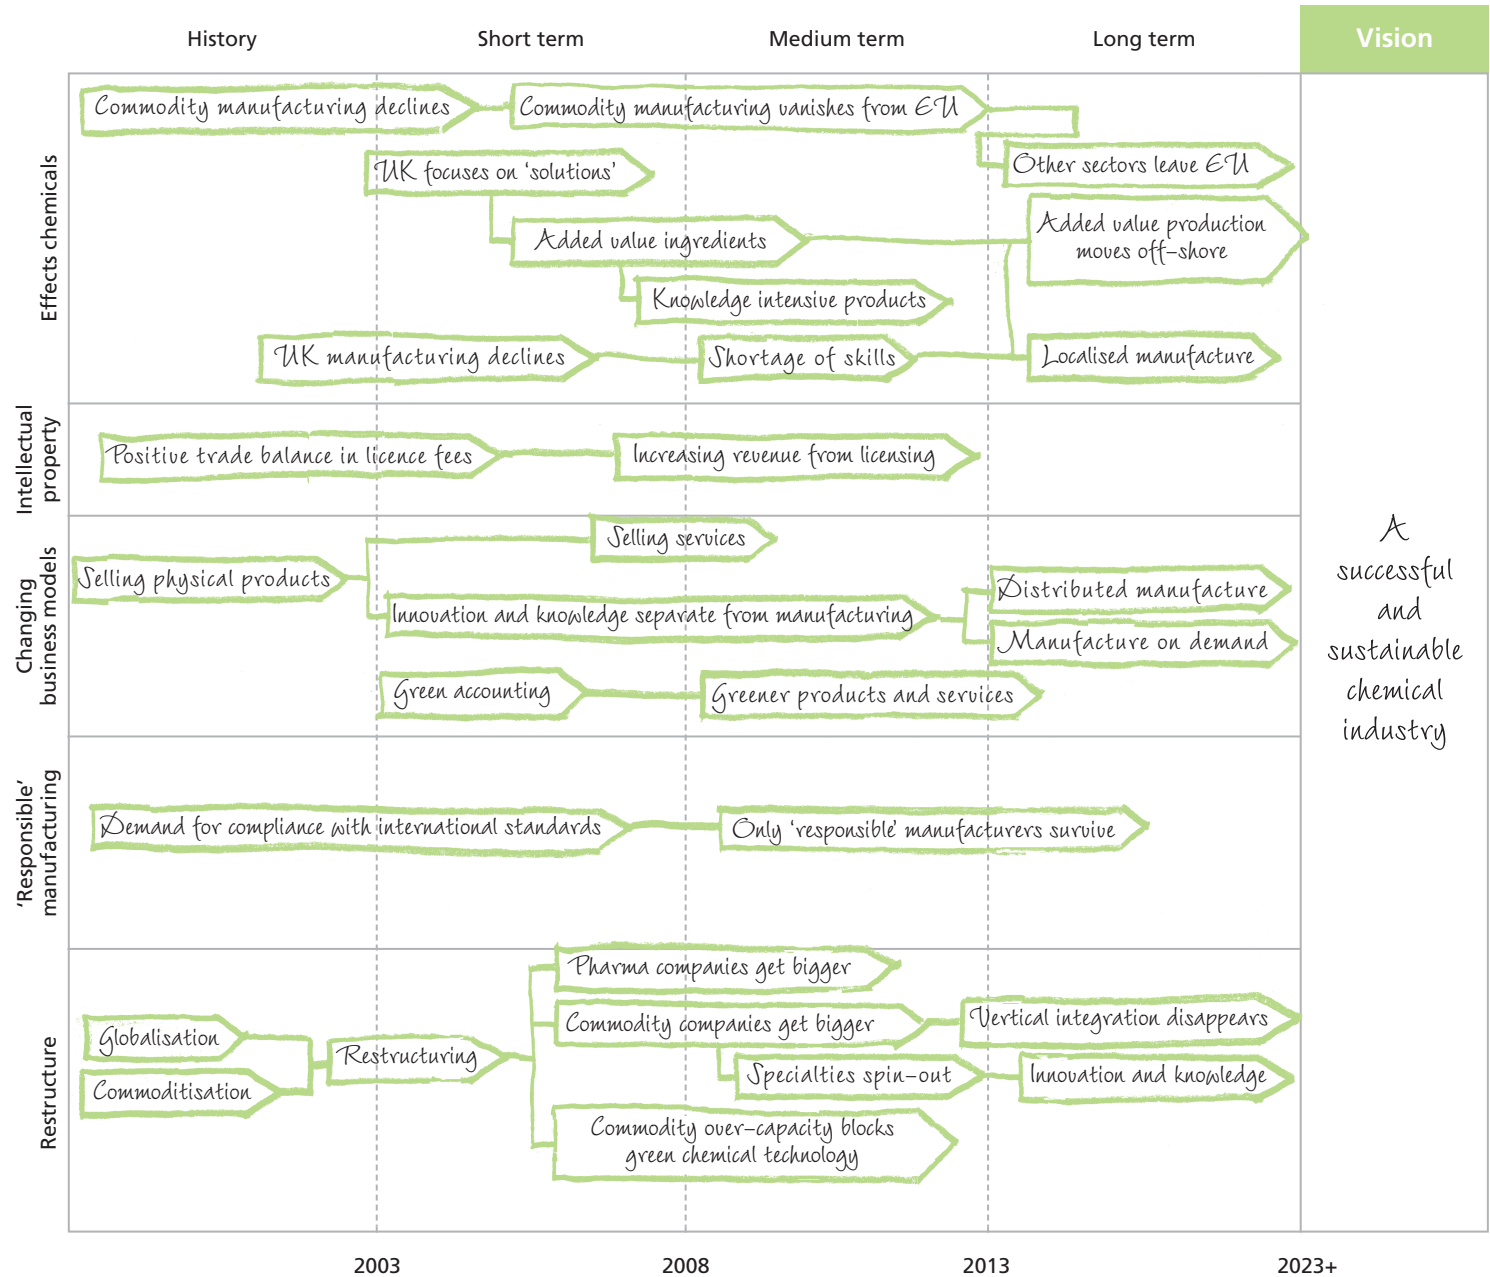 History
Short term
Medium term
Long term
Vision
Effects chemicals
Commodity manufacturing declines
Commodity manufacturing vanishes from EU
Other sectors leave EU
UK focuses on ‘solutions’
Added value ingredients
Added value production
moves off-shore
Knowledge intensive products
UK manufacturing declines
Shortage of skills
Localised manufacture
Intellectual
property
Positive trade balance in licence fees
Increasing revenue from licensing
Changing
business models
Selling physical products
Selling services
Innovation and knowledge separate from manufacturing
Distributed manufacture
Manufacture on demand
Green accounting
Greener products and services
‘Responsible’
manufacturing
Demand for compliance with international standards
Only ‘responsible’ manufacturers survive
Restructure
Globalisation
Commoditisation
Restructuring
Pharma companies get bigger
Commodity companies get bigger
Vertical integration disappears
Specialties spin-out
Innovation and knowledge
Commodity over-capacity blocks
green chemical technology
A
successful
and
sustainable
chemical
industry
2003
2008
2013
2023+